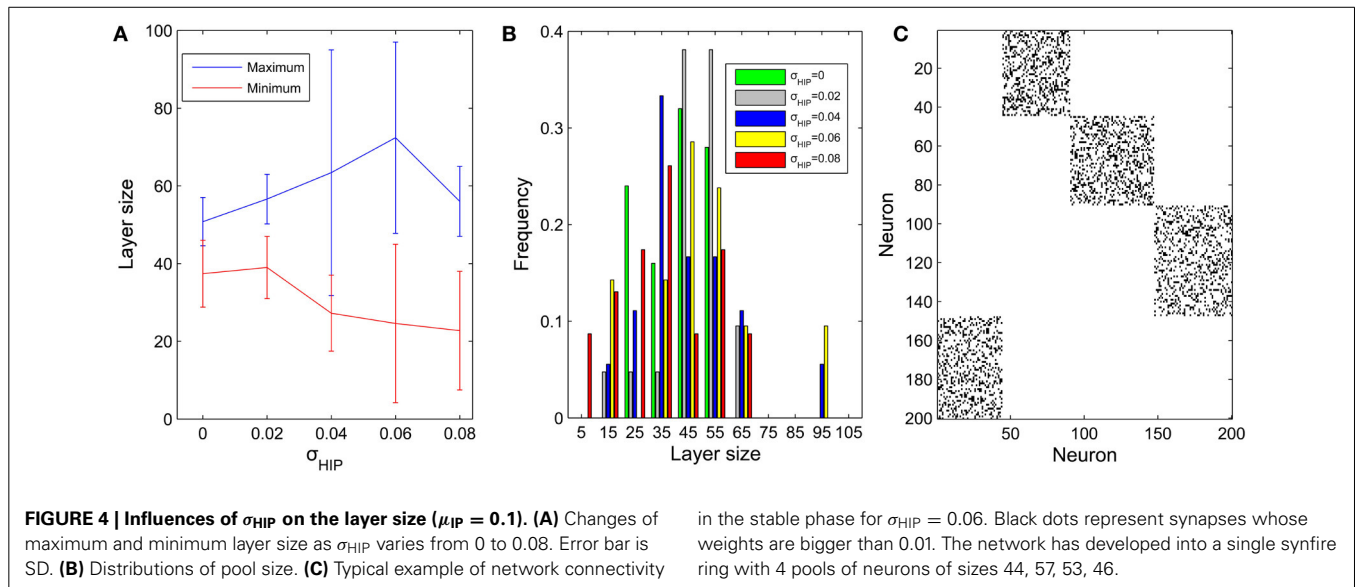 A
B
C
100
80
60
40
20
0
Layer size
Maximum
Minimum
0 0.02 0.04 0.06 0.08
σHIP
0.4
0.3
0.2
0.1
0
Frequency
σHIP=0
σHIP=0.02
σHIP=0.04
σHIP=0.06
σHIP=0.08
5 15 25 35 45 55 65 75 85 95 105
Layer size
20
40
60
80
100
120
140
160
180
200
Neuron
50 100 150 200
Neuron
FIGURE 4 | Influences of σHIP on the layer size (μIP = 0.1). (A) Changes of
maximum and minimum layer size as σHIP varies from 0 to 0.08. Error bar is
SD. (B) Distributions of pool size. (C) Typical example of network connectivity
in the stable phase for σHIP = 0.06. Black dots represent synapses whose
weights are bigger than 0.01. The network has developed into a single synfire
ring with 4 pools of neurons of sizes 44, 57, 53, 46.